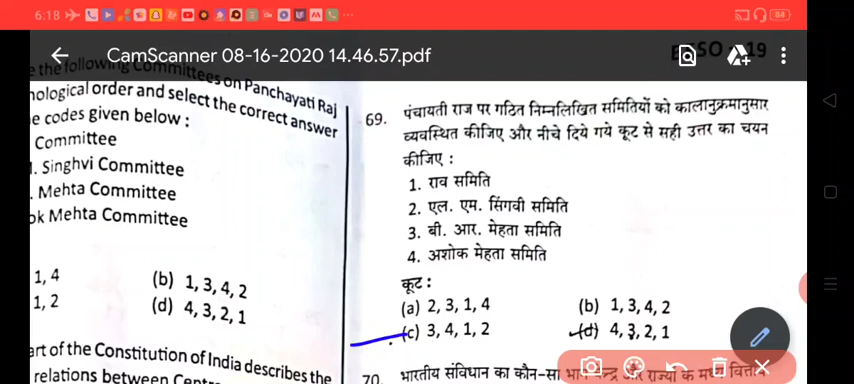 6:18
CamScanner 08-16-2020 14.46.57.pdf
e the following Committees on Panchayati Raj
nological order and select the correct answer
e codes given below :
Committee
. Singhvi Committee
. Mehta Committee
ok Mehta Committee
1, 4
(b) 1, 3, 4, 2
1, 2
(d) 4, 3, 2, 1
art of the Constitution of India describes the
relations between
19
69. पंचायती राज पर गठित निम्नलिखित समितियों को कालानुक्रमानुसार
व्यवस्थित कीजिए और नीचे दिये गये कूट से सही उत्तर का चयन
कीजिए :
1. राव समिति
2. एल. एम. सिंगवी समिति
3. बी. आर. मेहता समिति
4. अशोक मेहता समिति
कूट :
(a) 2, 3, 1, 4
(b) 1, 3, 4, 2
(c) 3, 4, 1, 2
(d) 4, 3, 2, 1
70. भारतीय संविधान का कौन-सा भाग केन्द्र और राज्यों के मध्य